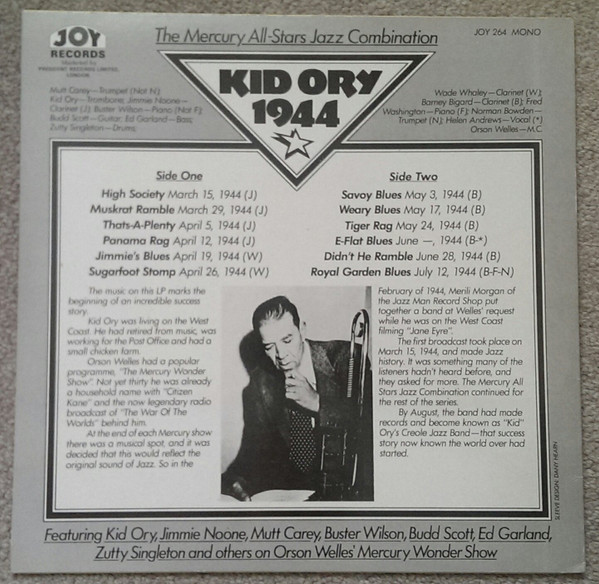 JOY
RECORDS
Marketed by
PRESIDENT RECORDS LIMITED,
LONDON.
The Mercury All-Stars Jazz Combination
JOY 264 MONO
KID ORY
1944
Mutt Carey—Trumpet (Not N)
Kid Ory—Trombone; Jimmie Noone—
Clarinet (J); Buster Wilson—Piano (Not F);
Budd Scott—Guitar; Ed Garland—Bass;
Zutty Singleton—Drums;
Wade Whaley—Clarinet (W);
Barney Bigard—Clarinet (B); Fred
Washington—Piano (F); Norman Bowden—
Trumpet (N); Helen Andrews—Vocal (*)
Orson Welles—M.C.
Side One
High Society March 15, 1944 (J)
Muskrat Ramble March 29, 1944 (J)
Thats-A-Plenty April 5, 1944 (J)
Panama Rag April 12, 1944 (J)
Jimmie's Blues April 19, 1944 (W)
Sugarfoot Stomp April 26, 1944 (W)
Side Two
Savoy Blues May 3, 1944 (B)
Weary Blues May 17, 1944 (B)
Tiger Rag May 24, 1944 (B)
E-Flat Blues June —, 1944 (B-*)
Didn't He Ramble June 28, 1944 (B)
Royal Garden Blues July 12, 1944 (B-F-N)
The music on this LP marks the
beginning of an incredible success
story.
Kid Ory was living on the West
Coast. He had retired from music, was
working for the Post Office and had a
small chicken farm.
Orson Welles had a popular
programme, "The Mercury Wonder
Show". Not yet thirty he was already
a household name with "Citizen
Kane" and the now legendary radio
broadcast of "The War Of The
Worlds" behind him.
At the end of each Mercury show
there was a musical spot, and it was
decided that this would reflect the
original sound of Jazz. So in the
February of 1944, Merili Morgan of
the Jazz Man Record Shop put
together a band at Welles' request
while he was on the West Coast
filming "Jane Eyre".
The first broadcast took place on
March 15, 1944, and made Jazz
history. It was something many of the
listeners hadn't heard before, and
they asked for more. The Mercury All
Stars Jazz Combination continued for
the rest of the series.
By August, the band had made
records and become known as "Kid"
Ory's Creole Jazz Band—that success
story now known the world over had
started.
SLEEVE DESIGN: DANY HEARN
Featuring Kid Ory, Jimmie Noone, Mutt Carey, Buster Wilson, Budd Scott, Ed Garland,
Zutty Singleton and others on Orson Welles' Mercury Wonder Show